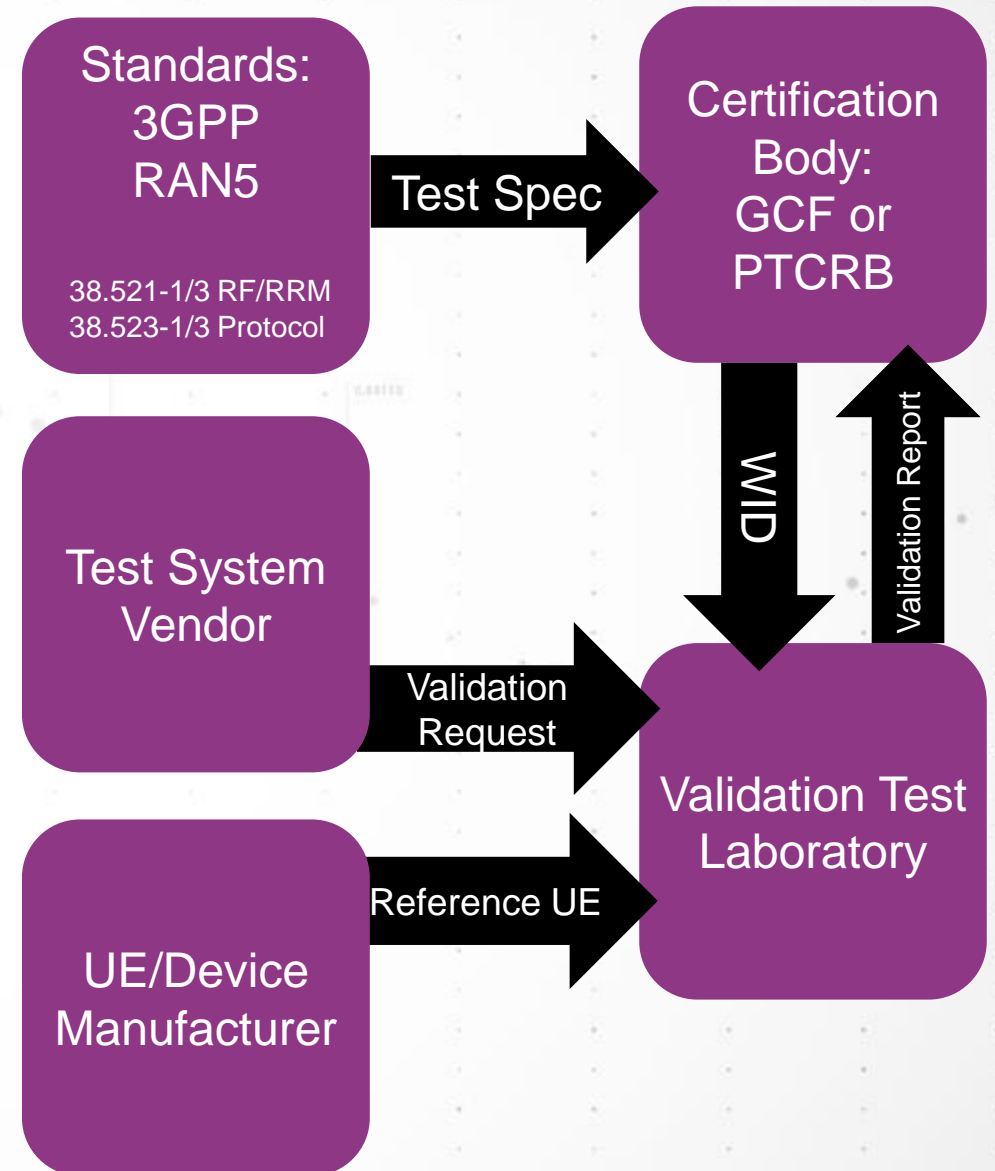 Standards:
3GPP
RAN5
38.521-1/3 RF/RRM
38.523-1/3 Protocol
Test Spec
Certification
Body:
GCF or
PTCRB
WID
Validation Report
Test System
Vendor
Validation
Request
Validation Test
Laboratory
Reference UE
UE/Device
Manufacturer